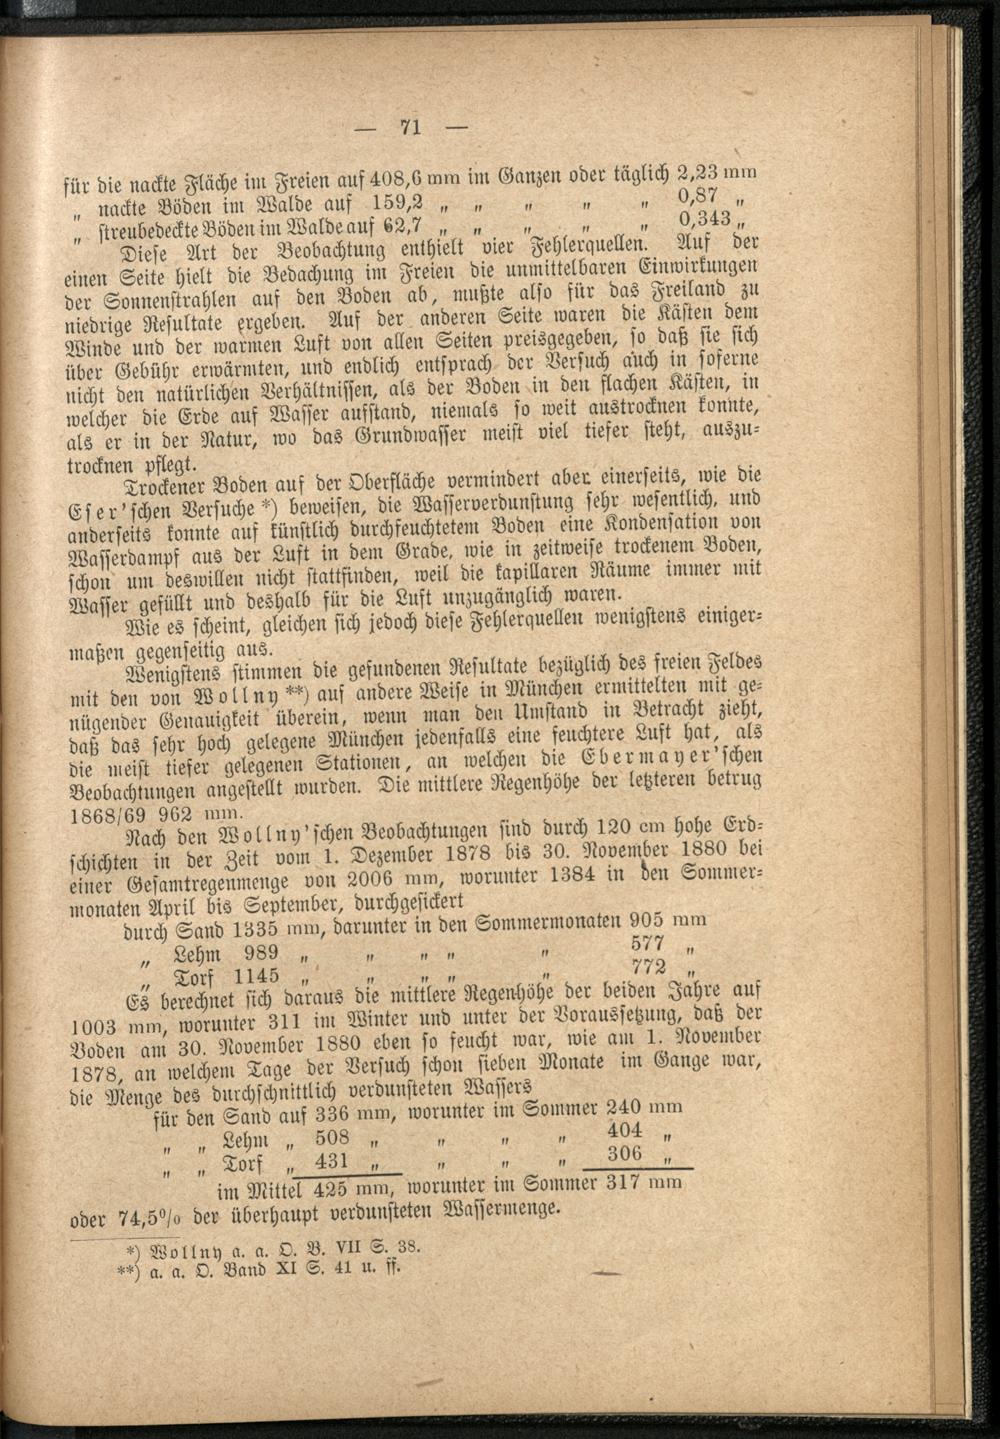 — 71 —
für die nackte Fläche im Freien auf 408,6 mm im Ganzen oder täglich 2,23 mm
„ nackte Böden im Walde auf 159,2 „ „ „ „ „ 0,87 „
„ streubedeckte Böden im Walde auf 62,7 „ „ „ „ „ 0,343 „
Diese Art der Beobachtung enthielt vier Fehlerquellen. Auf der
einen Seite hielt die Bedachung im Freien die unmittelbaren Einwirkungen
der Sonnenstrahlen auf den Boden ab, mußte also für das Freiland zu
niedrige Resultate ergeben. Auf der anderen Seite waren die Kästen dem
Winde und der warmen Luft von allen Seiten preisgegeben, so daß sie sich
über Gebühr erwärmten, und endlich entsprach der Versuch auch in soferne
nicht den natürlichen Verhältnissen, als der Boden in den flachen Kästen, in
welcher die Erde auf Wasser aufstand, niemals so weit austrocknen konnte,
als er in der Natur, wo das Grundwasser meist viel tiefer steht, auszu-
trocknen pflegt.
Trockener Boden auf der Oberfläche vermindert aber einerseits, wie die
Eser'schen Versuche *) beweisen, die Wasserverdunstung sehr wesentlich, und
anderseits konnte auf künstlich durchfeuchtetem Boden eine Kondensation von
Wasserdampf aus der Luft in dem Grade, wie in zeitweise trockenem Boden,
schon um deswillen nicht stattfinden, weil die kapillaren Räume immer mit
Wasser gefüllt und deshalb für die Luft unzugänglich waren.
Wie es scheint, gleichen sich jedoch diese Fehlerquellen wenigstens einiger-
maßen gegenseitig aus.
Wenigstens stimmen die gefundenen Resultate bezüglich des freien Feldes
mit den von Wollny **) auf andere Weise in München ermittelten mit ge-
nügender Genauigkeit überein, wenn man den Umstand in Betracht zieht,
daß das sehr hoch gelegene München jedenfalls eine feuchtere Luft hat, als
die meist tiefer gelegenen Stationen, an welchen die Ebermayer'schen
Beobachtungen angestellt wurden. Die mittlere Regenhöhe der letzteren betrug
1868/69 962 mm.
Nach den Wollny'schen Beobachtungen sind durch 120 cm hohe Erd-
schichten in der Zeit vom 1. Dezember 1878 bis 30. November 1880 bei
einer Gesamtregenmenge von 2006 mm, worunter 1384 in den Sommer-
monaten April bis September, durchgesickert
durch Sand 1335 mm, darunter in den Sommermonaten 905 mm
„ Lehm 989 „ „ „ „ „ 577 „
„ Torf 1145 „ „ „ „ „ 772 „
Es berechnet sich daraus die mittlere Regenhöhe der beiden Jahre auf
1003 mm, worunter 311 im Winter und unter der Voraussetzung, daß der
Boden am 30. November 1880 eben so feucht war, wie am 1. November
1878, an welchem Tage der Versuch schon sieben Monate im Gange war,
die Menge des durchschnittlich verdunsteten Wassers
für den Sand auf 336 mm, worunter im Sommer 240 mm
„ „ Lehm „ 508 „ „ „ „ 404 „
„ „ Torf „ 431 „ „ „ „ 306 „
im Mittel 425 mm, worunter im Sommer 317 mm
oder 74,5% der überhaupt verdunsteten Wassermenge.
*) Wollny a. a. O. B. VII S. 38.
**) a. a. O. Band XI S. 41 u. ff.